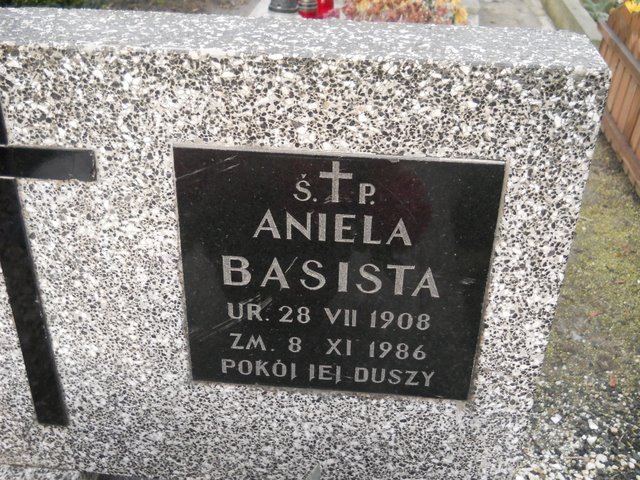 Ś.✝P.
ANIELA
BASISTA
UR. 28 VII 1908
ZM. 8 XI 1986
POKÓJ JEJ DUSZY